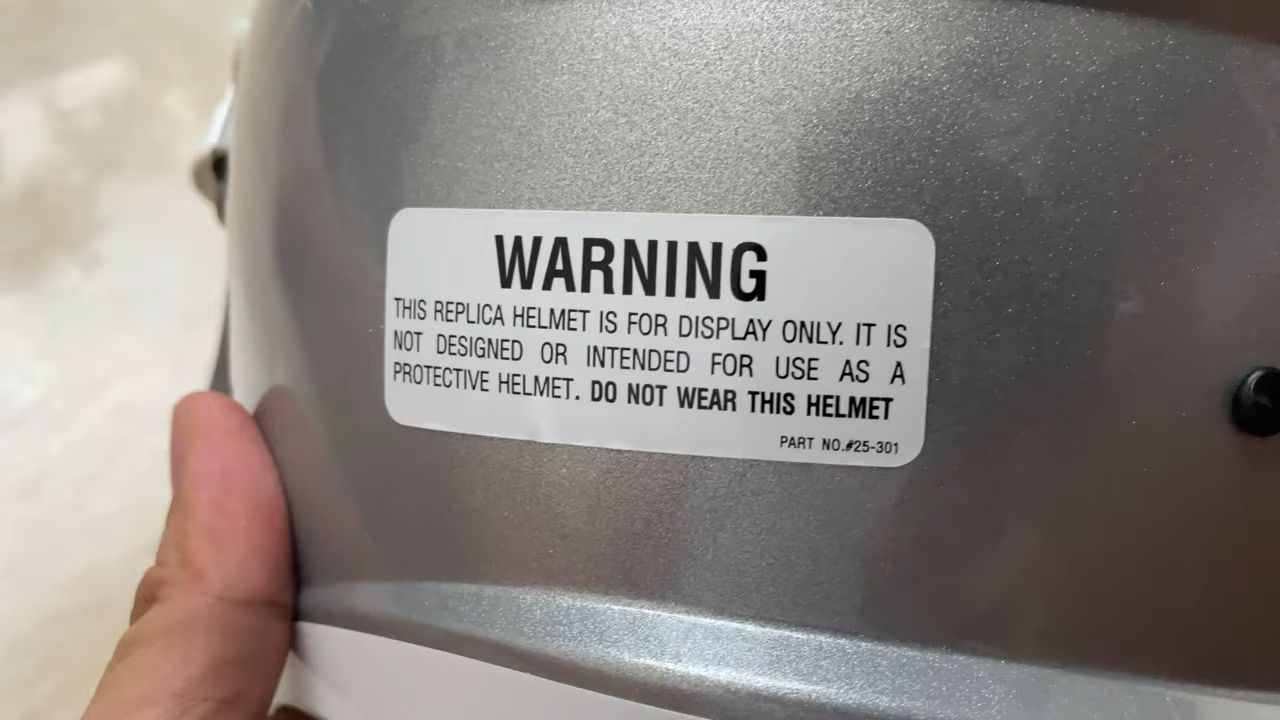 WARNING
THIS REPLICA HELMET IS FOR DISPLAY ONLY. IT IS
NOT DESIGNED OR INTENDED FOR USE AS A
PROTECTIVE HELMET. DO NOT WEAR THIS HELMET
PART NO.#25-301